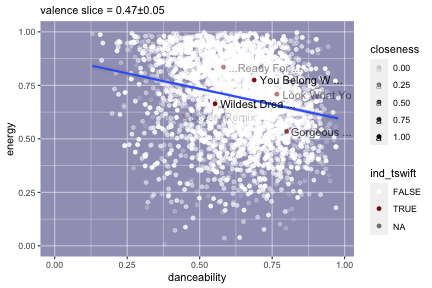 valence slice = 0.47±0.05
1.00
0.75
0.50
0.25
0.00
energy
0.00
0.25
0.50
0.75
1.00
danceability
...Ready For
You Belong W ...
Look What Yo
Wildest Drea
Remix
Gorgeous ...
closeness
0.00
0.25
0.50
0.75
1.00
ind_tswift
FALSE
TRUE
NA